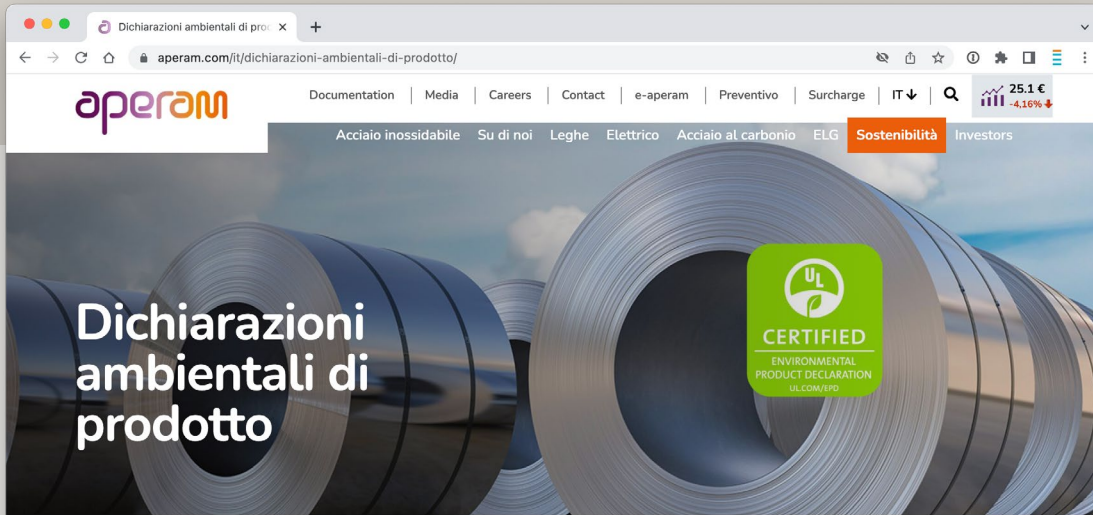 Dichiarazioni ambientali di pro
aperam.com/it/dichiarazioni-ambientali-di-prodotto/
aperam
Documentation | Media | Careers | Contact | e-aperam | Preventivo | Surcharge | IT
25.1 €
-4,16%
Acciaio inossidabile Su di noi Leghe Elettrico Acciaio al carbonio ELG Sostenibilità Investors
Dichiarazioni
ambientali di
prodotto
UL
CERTIFIED
ENVIRONMENTAL
PRODUCT DECLARATION
UL.COM/EPD